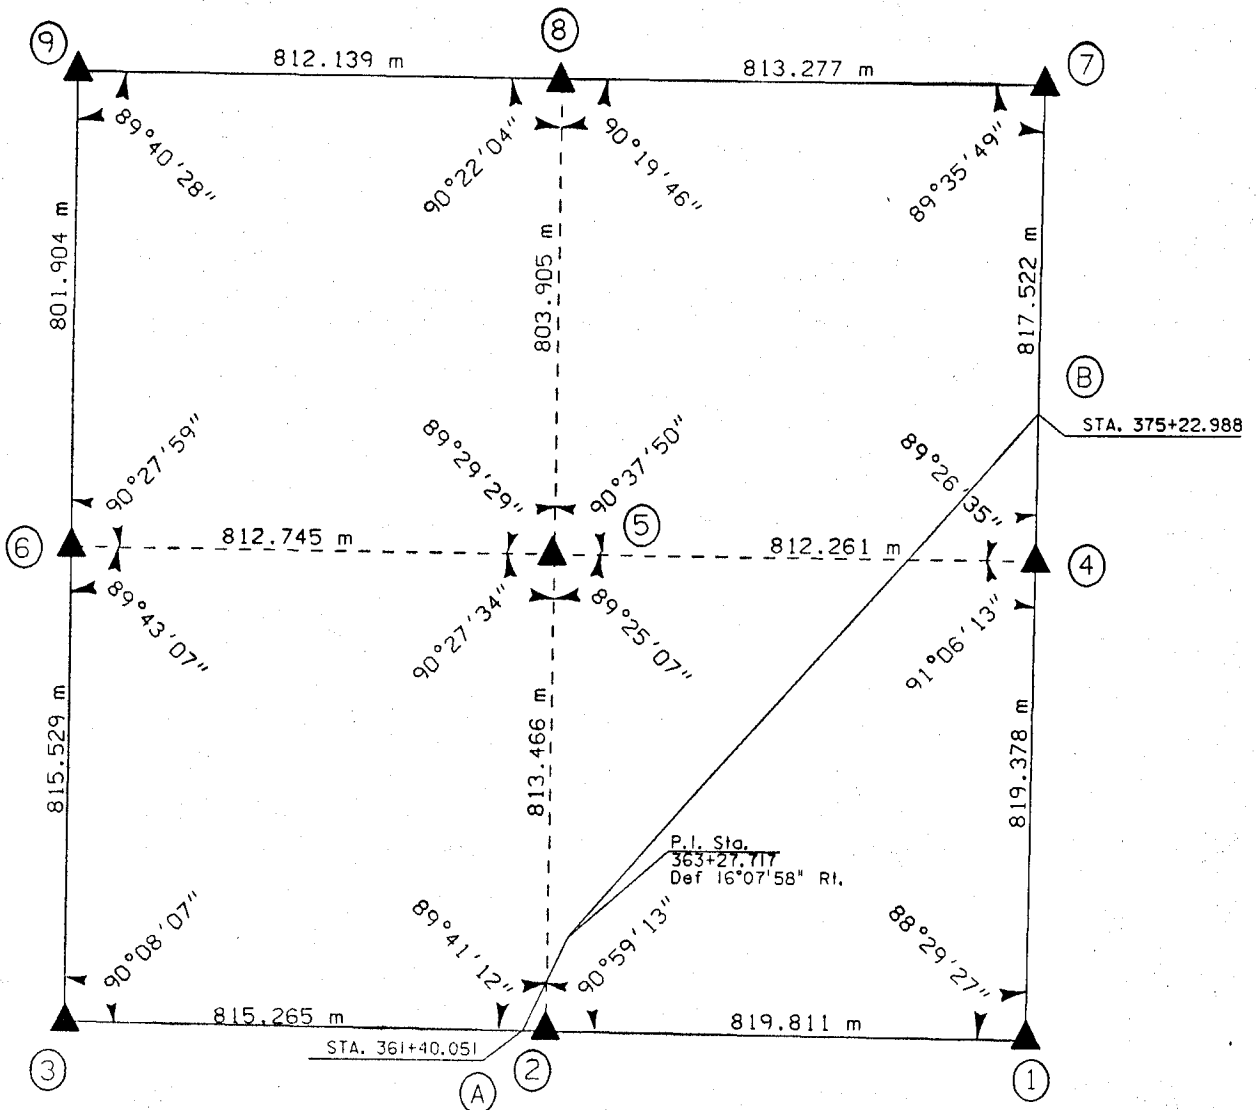 9
8
7
812.139 m
813.277 m
89°40'28"
90°22'04"
90°19'46"
89°35'49"
801.904 m
803.905 m
817.522 m
B
STA. 375+22.988
90°27'59"
89°29'29"
90°37'50"
89°26'35"
6
812.745 m
5
812.261 m
4
89°43'07"
90°27'34"
89°25'07"
91°06'13"
815.529 m
813.466 m
819.378 m
P.I. Sta.
363+27.717
Def 16°07'58" Rt.
90°08'07"
89°41'12"
90°59'13"
88°29'27"
815.265 m
819.811 m
STA. 361+40.051
3
A
2
1